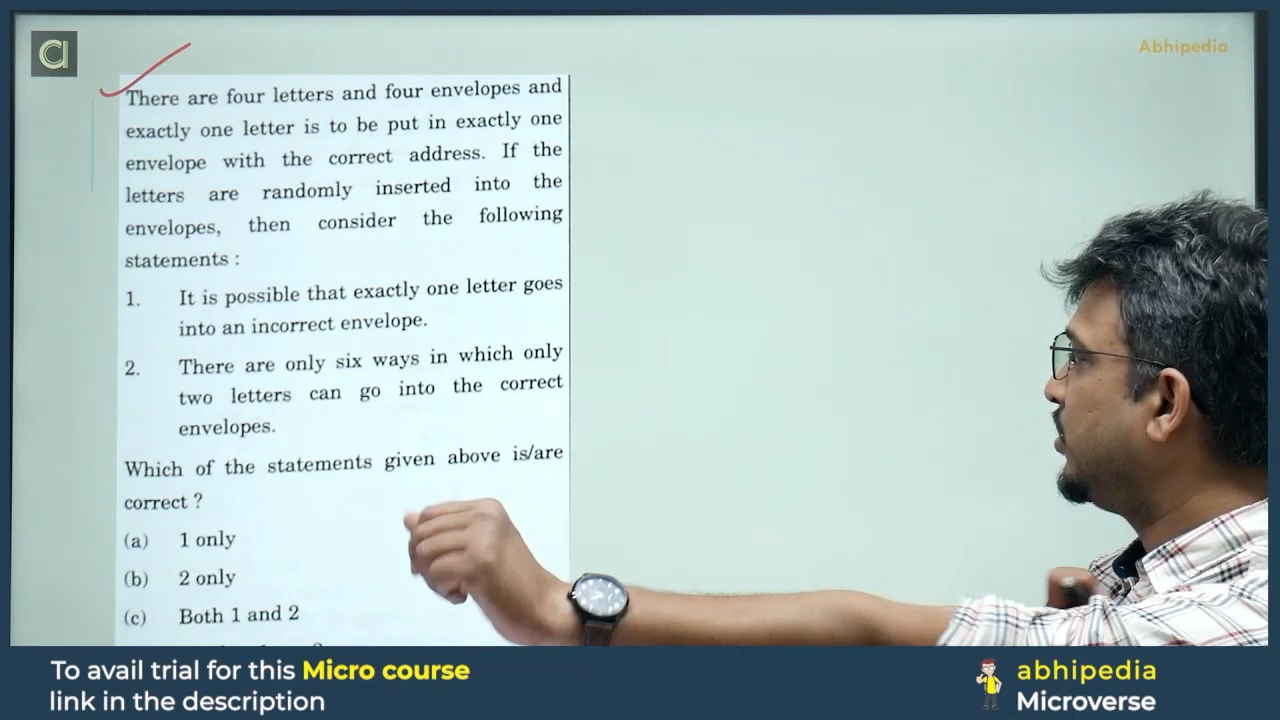 Abhipedia
There are four letters and four envelopes and
exactly one letter is to be put in exactly one
envelope with the correct address. If the
letters are randomly inserted into the
envelopes, then consider the following
statements :
1. It is possible that exactly one letter goes
into an incorrect envelope.
2. There are only six ways in which only
two letters can go into the correct
envelopes.
Which of the statements given above is/are
correct ?
(a) 1 only
(b) 2 only
(c) Both 1 and 2
To avail trial for this Micro course
link in the description
abhipedia
Microverse